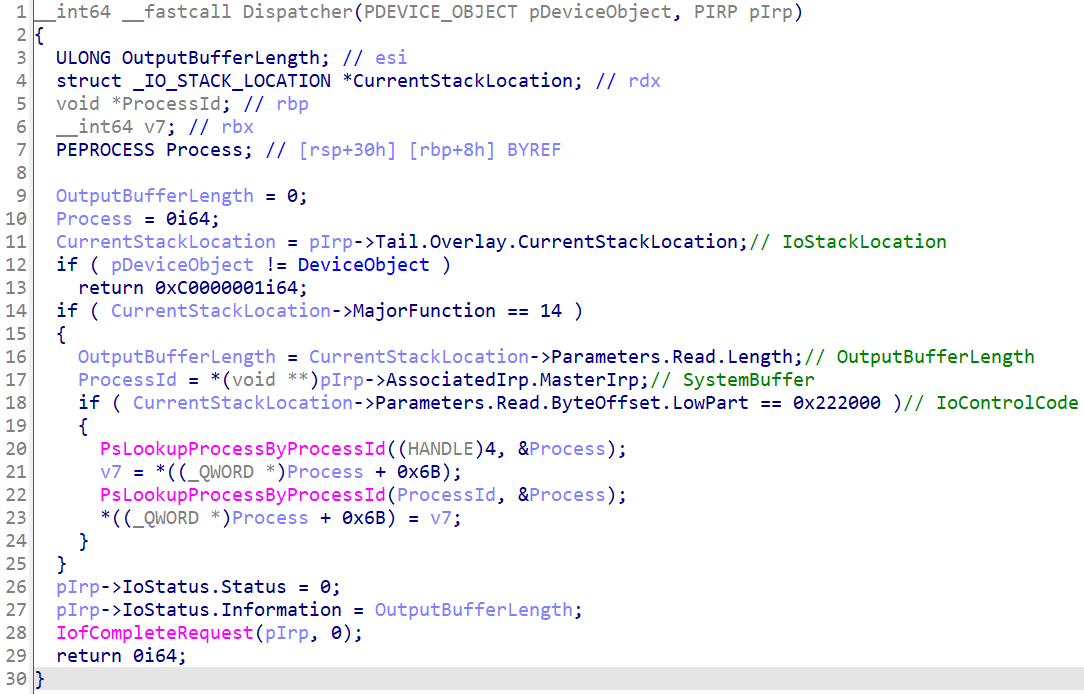 1 __int64 __fastcall Dispatcher(PDEVICE_OBJECT pDeviceObject, PIRP pIrp)
2 {
3   ULONG OutputBufferLength; // esi
4   struct _IO_STACK_LOCATION *CurrentStackLocation; // rdx
5   void *ProcessId; // rbp
6   __int64 v7; // rbx
7   PEPROCESS Process; // [rsp+30h] [rbp+8h] BYREF
8
9   OutputBufferLength = 0;
10   Process = 0i64;
11   CurrentStackLocation = pIrp->Tail.Overlay.CurrentStackLocation;// IoStackLocation
12   if ( pDeviceObject != DeviceObject )
13     return 0xC0000001i64;
14   if ( CurrentStackLocation->MajorFunction == 14 )
15   {
16     OutputBufferLength = CurrentStackLocation->Parameters.Read.Length;// OutputBufferLength
17     ProcessId = *(void **)pIrp->AssociatedIrp.MasterIrp;// SystemBuffer
18     if ( CurrentStackLocation->Parameters.Read.ByteOffset.LowPart == 0x222000 )// IoControlCode
19     {
20       PsLookupProcessByProcessId((HANDLE)4, &Process);
21       v7 = *((_QWORD *)Process + 0x6B);
22       PsLookupProcessByProcessId(ProcessId, &Process);
23       *((_QWORD *)Process + 0x6B) = v7;
24     }
25   }
26   pIrp->IoStatus.Status = 0;
27   pIrp->IoStatus.Information = OutputBufferLength;
28   IofCompleteRequest(pIrp, 0);
29   return 0i64;
30 }